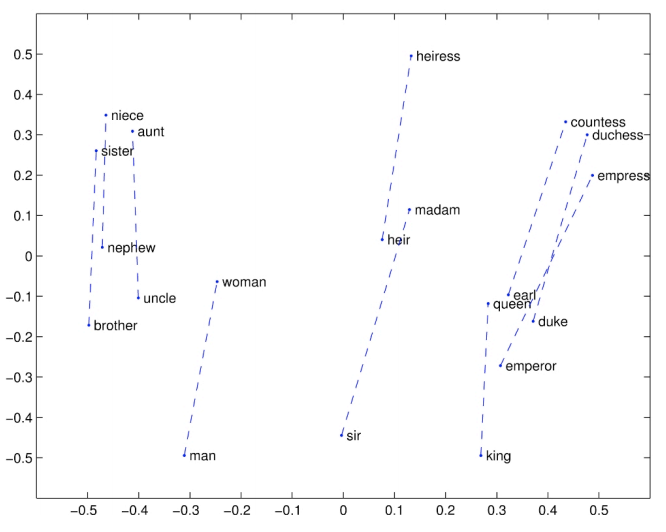 0.5
heiress
0.4
niece
countess
aunt
duchess
0.3
sister
0.2
empress
madam
0.1
heir
nephew
0
woman
earl
−0.1
uncle
queen
brother
duke
−0.2
emperor
−0.3
−0.4
sir
man
king
−0.5
−0.5 −0.4 −0.3 −0.2 −0.1 0 0.1 0.2 0.3 0.4 0.5